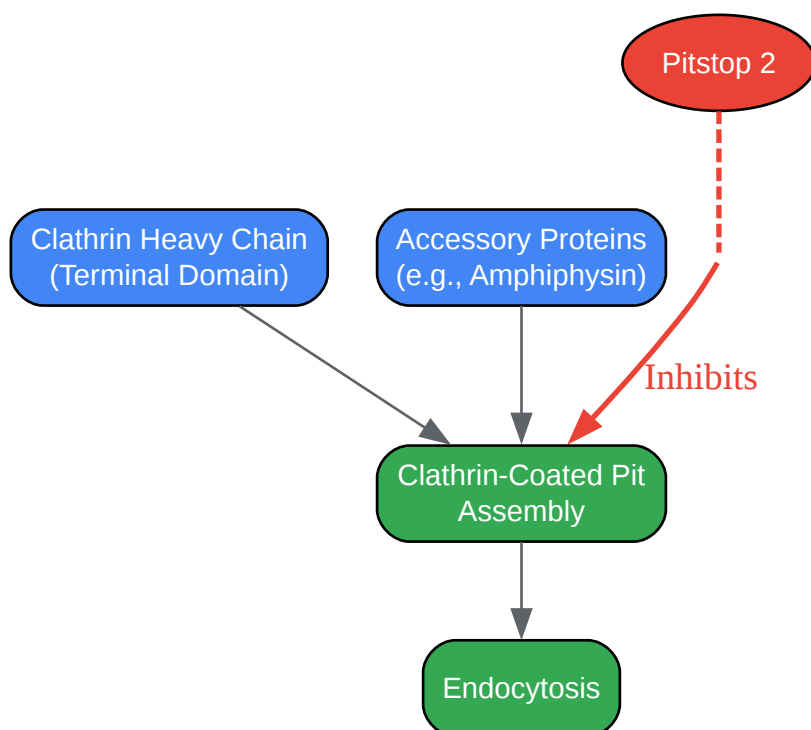 Pitstop 2
Clathrin Heavy Chain
(Terminal Domain)
Accessory Proteins
(e.g., Amphiphysin)
Inhibits
Clathrin-Coated Pit
Assembly
Endocytosis